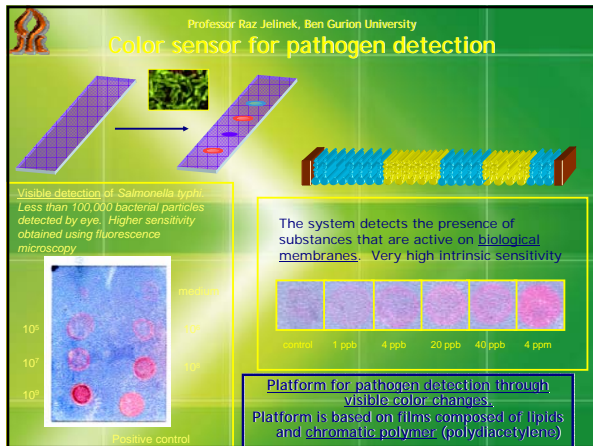 Professor Raz Jelinek, Ben Gurion University
Color sensor for pathogen detection
Visible detection of Salmonella typhi.
Less than 100,000 bacterial particles
detected by eye. Higher sensitivity
obtained using fluorescence
microscopy
medium
10⁷
Positive control
The system detects the presence of
substances that are active on biological
membranes. Very high intrinsic sensitivity
control 1 ppb 4 ppb 20 ppb 40 ppb 4 ppm
Platform for pathogen detection through
visible color changes.
Platform is based on films composed of lipids
and chromatic polymer (polydiacetylene)